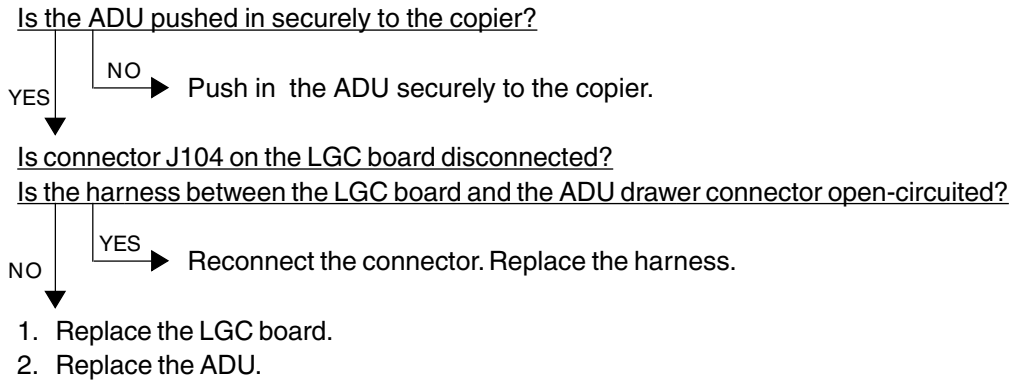 Is the ADU pushed in securely to the copier?
NO
Push in the ADU securely to the copier.
YES
Is connector J104 on the LGC board disconnected?
Is the harness between the LGC board and the ADU drawer connector open-circuited?
YES
Reconnect the connector. Replace the harness.
NO
1. Replace the LGC board.
2. Replace the ADU.